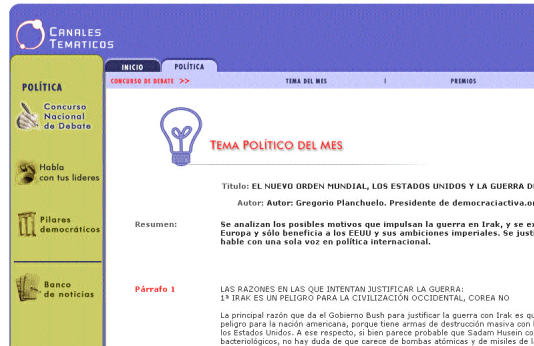 CANALES
TEMATICOS
INICIO
POLÍTICA
CONCURSO DE DEBATE >>
TEMA DEL MES
|
PREMIOS
POLÍTICA
Concurso
Nacional
de Debate
Habla
con tus lideres
Pilares
democráticos
Banco
de noticias
TEMA POLÍTICO DEL MES
Titulo: EL NUEVO ORDEN MUNDIAL, LOS ESTADOS UNIDOS Y LA GUERRA
Autor: Autor: Gregorio Planchuelo. Presidente de democraciactiva.o
Resumen:
Se analizan los posibles motivos que impulsan la guerra en Irak, y se
Europa y sólo beneficia a los EEUU y sus ambiciones imperiales. Se
hable con una sola voz en política internacional.
Párrafo 1
LAS RAZONES EN LAS QUE INTENTAN JUSTIFICAR LA GUERRA:
1ª IRAK ES UN PELIGRO PARA LA CIVILIZACIÓN OCCIDENTAL, COREA NO
La principal razón que da el Gobierno Bush para justificar la guerra con Irak es
peligro para la nación americana, porque tiene armas de destrucción masiva con
los Estados Unidos. A ese respecto, si bien parece probable que Sadam Husein
bacteriológicos, no hay duda de que carece de bombas atómicas y de misiles de